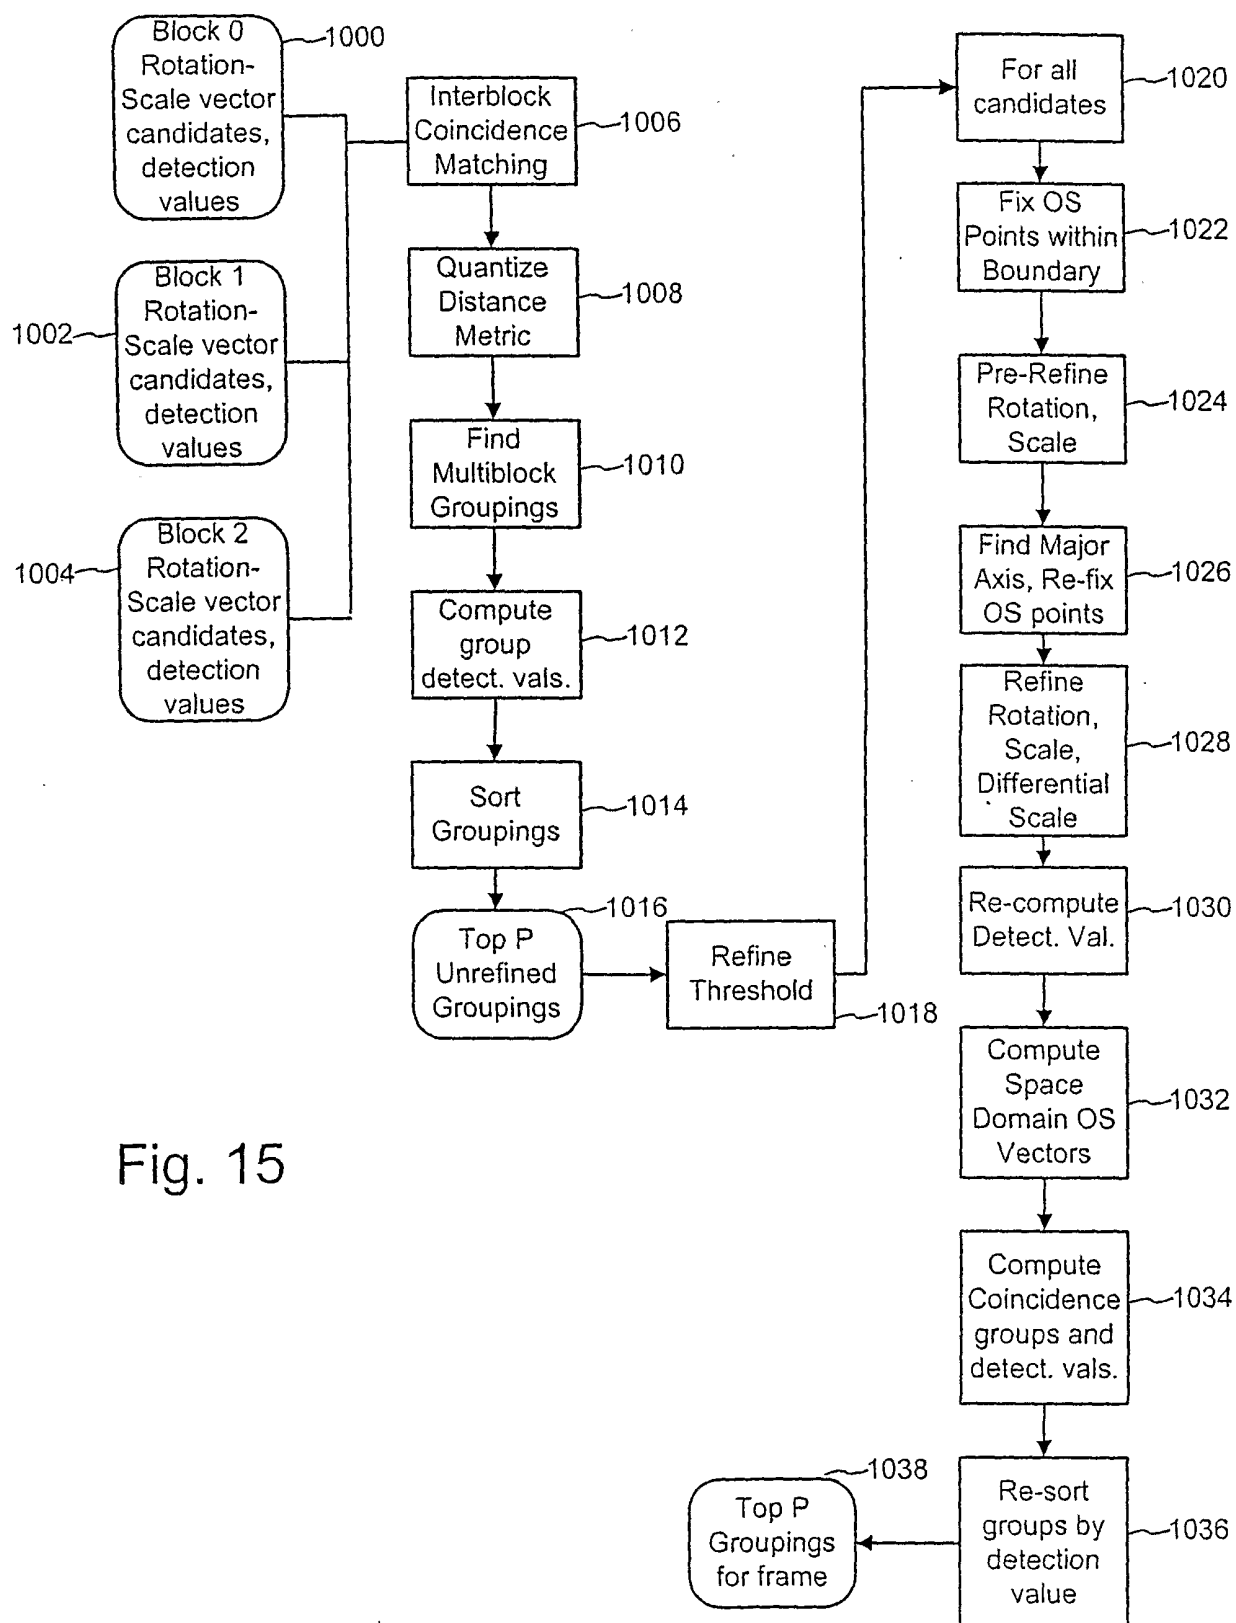 Block 0
Rotation-
Scale vector
candidates,
detection
values
1000
Block 1
Rotation-
Scale vector
candidates,
detection
values
1002
Block 2
Rotation-
Scale vector
candidates,
detection
values
1004
Interblock
Coincidence
Matching
1006
Quantize
Distance
Metric
1008
Find
Multiblock
Groupings
1010
Compute
group
detect. vals.
1012
Sort
Groupings
1014
Top P
Unrefined
Groupings
1016
Refine
Threshold
1018
For all
candidates
1020
Fix OS
Points within
Boundary
1022
Pre-Refine
Rotation,
Scale
1024
Find Major
Axis, Re-fix
OS points
1026
Refine
Rotation,
Scale,
Differential
Scale
1028
Re-compute
Detect. Val.
1030
Compute
Space
Domain OS
Vectors
1032
Compute
Coincidence
groups and
detect. vals.
1034
Re-sort
groups by
detection
value
1036
Top P
Groupings
for frame
1038
Fig. 15